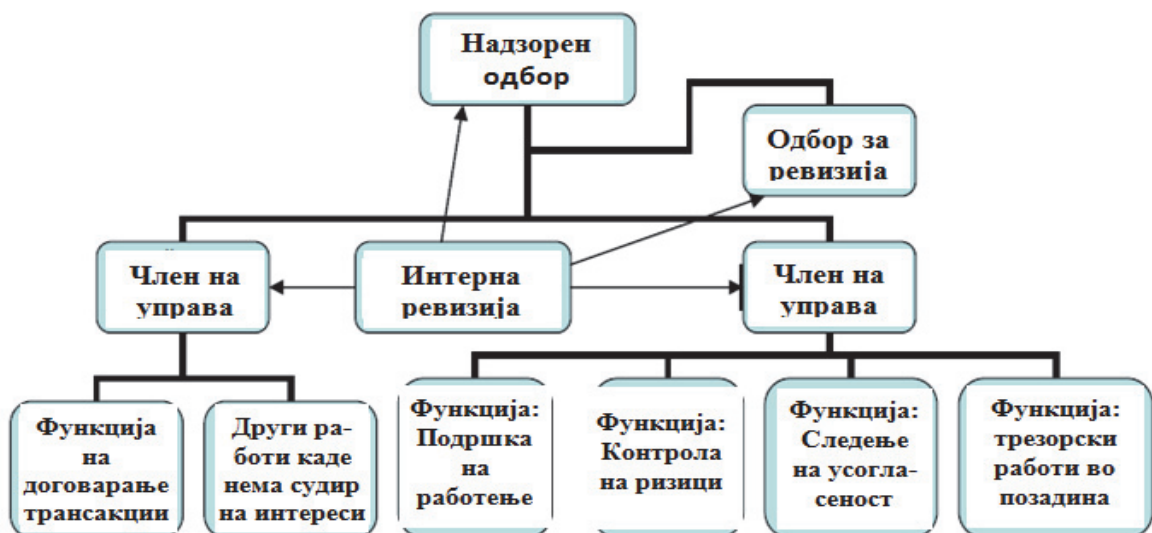 Надзорен
одбор
Одбор за
ревизија
Член на
управа
Интерна
ревизија
Член на
управа
Функција
на
договарање
трансакции
Други ра-
боти каде
нема судир
на интереси
Функција:
Подршка
на
работење
Функција:
Контрола
на ризици
Функција:
Следење
на усогла-
сеност
Функција:
трезорски
работи во
позадина